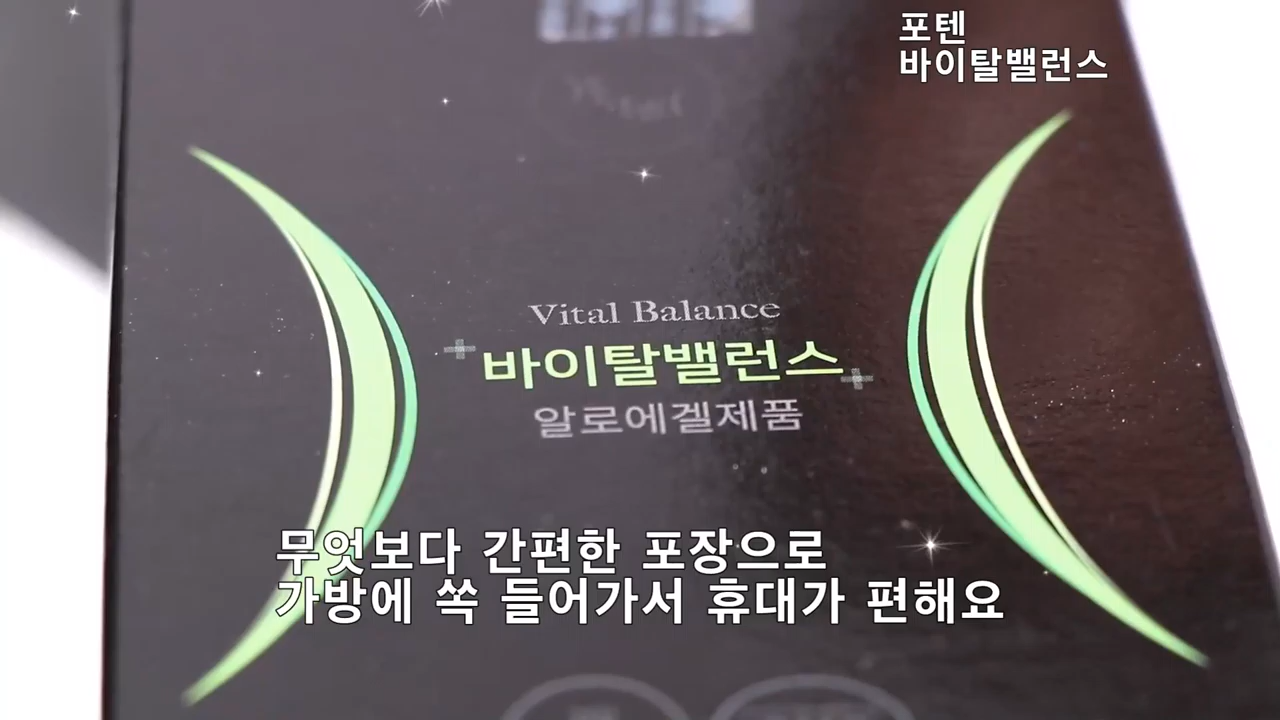 포텐
바이탈밸런스
Vital Balance
바이탈밸런스
알로에겔제품
무엇보다 간편한 포장으로
가방에 쏙 들어가서 휴대가 편해요